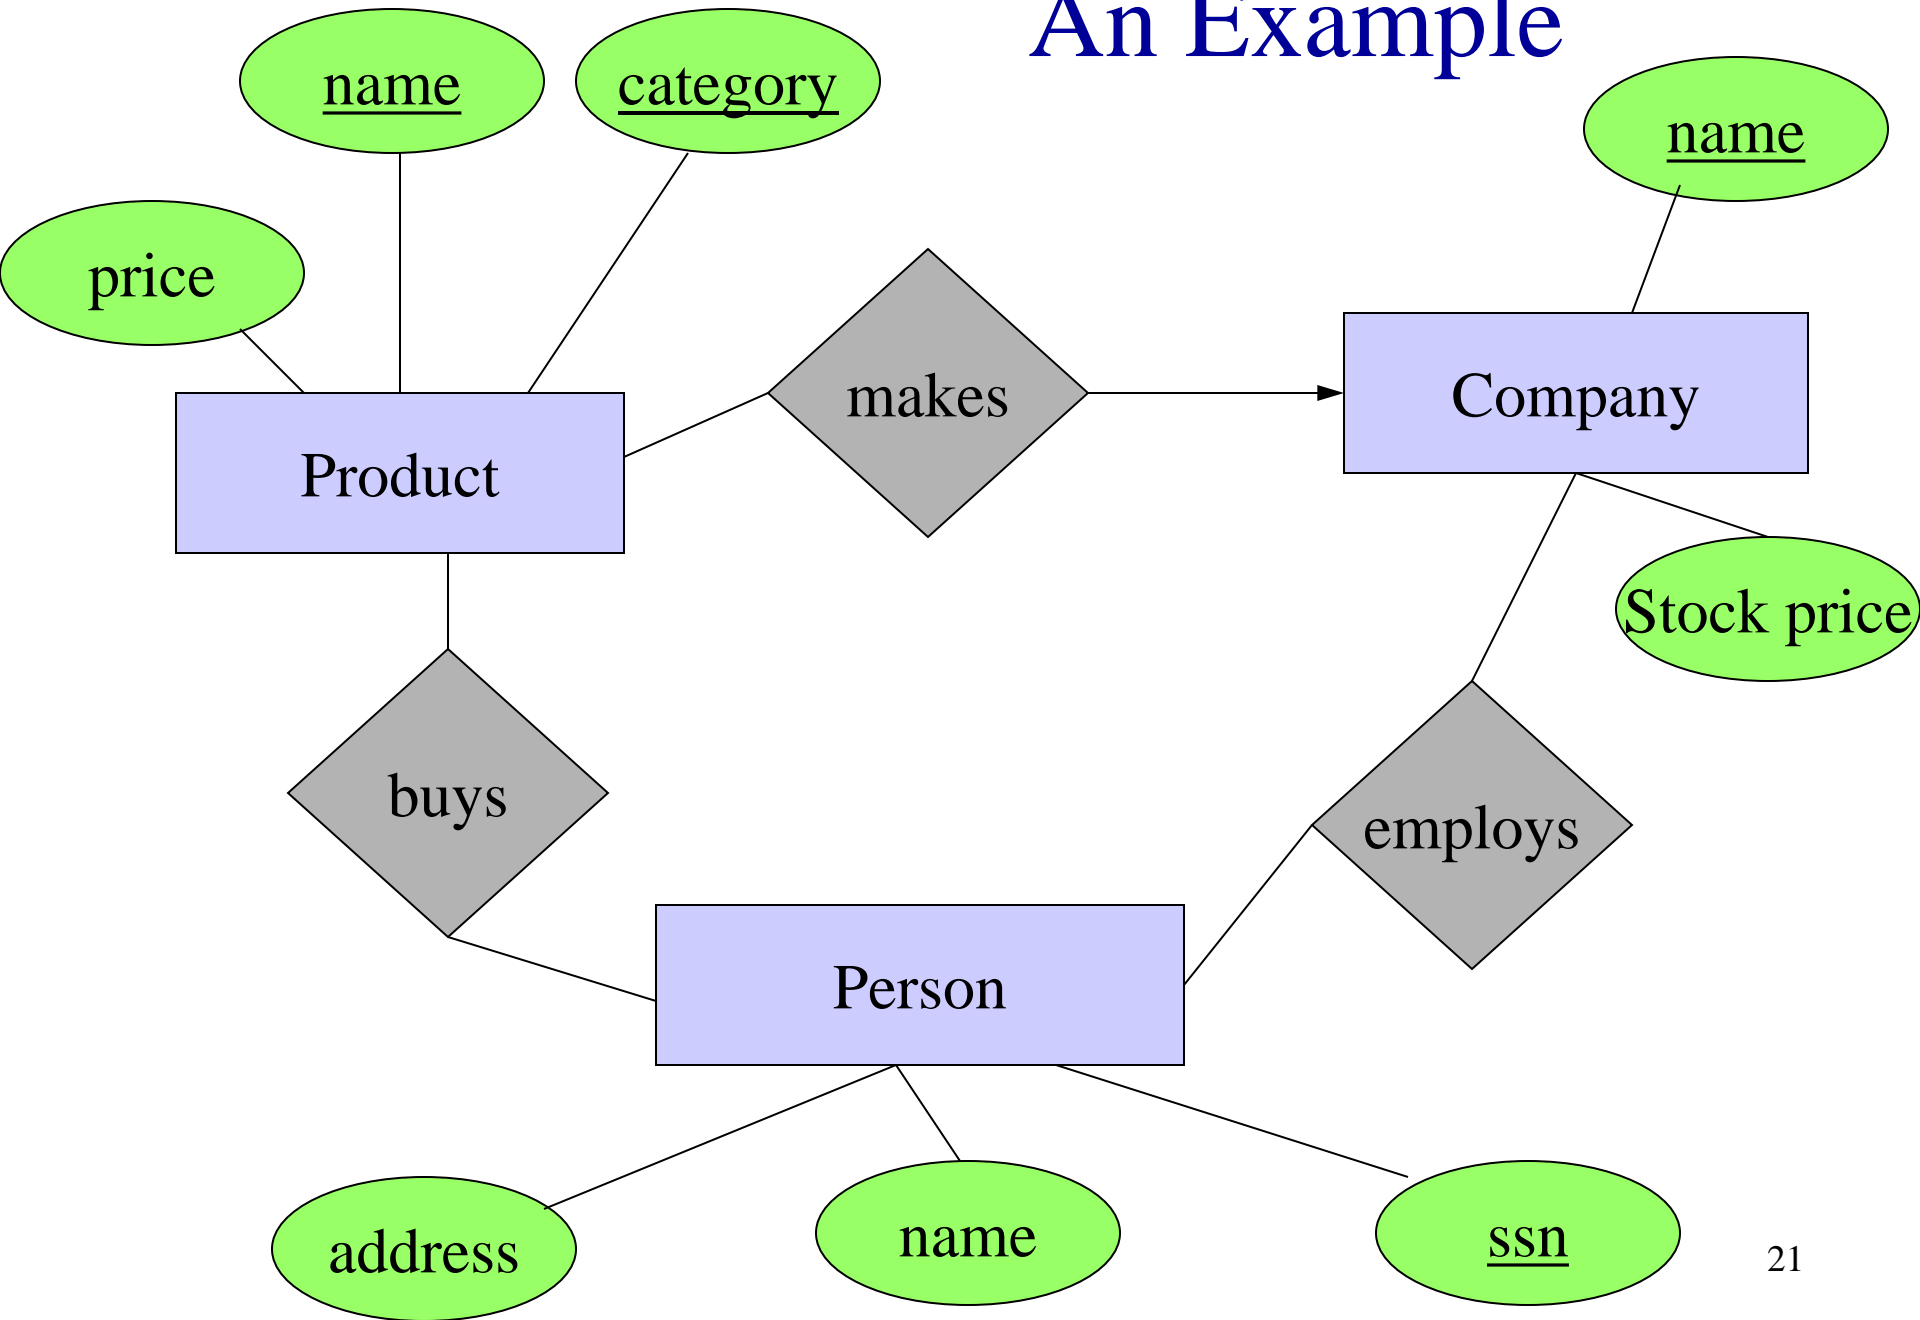 An Example
name
category
name
price
makes
Company
Product
Stock price
buys
employs
Person
address
name
ssn
21